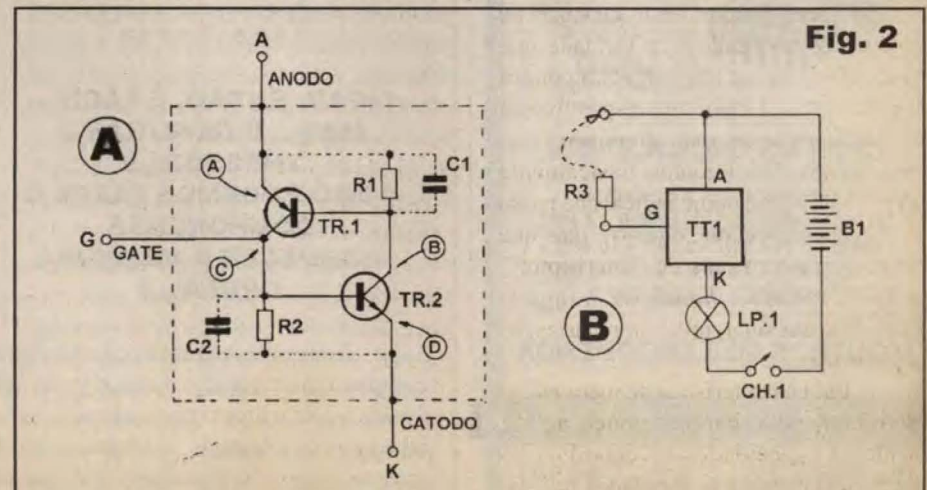 Fig. 2
A
A
ANODO
C1
R1
A
TR.1
G
GATE
C
B
TR.2
C2
R2
D
CATODO
K
R3
G
A
TT1
K
B1
B
LP.1
CH.1